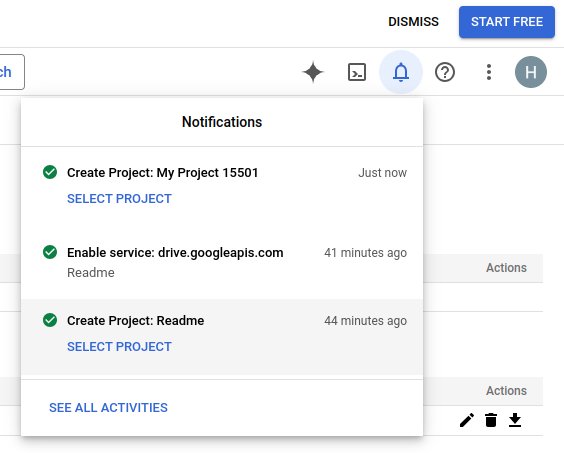 DISMISS
START FREE
ch
H
Notifications
Create Project: My Project 15501
Just now
SELECT PROJECT
Enable service: drive.googleapis.com
41 minutes ago
Readme
Actions
Create Project: Readme
44 minutes ago
SELECT PROJECT
Actions
SEE ALL ACTIVITIES